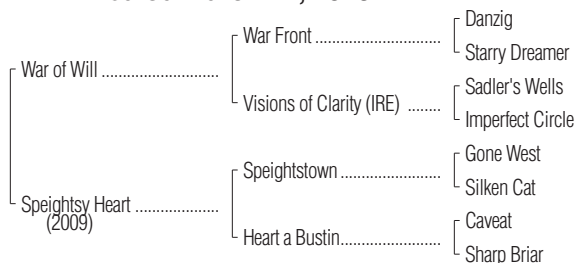 War of Will
War Front
Danzig
Starry Dreamer
Visions of Clarity (IRE)
Sadler's Wells
Imperfect Circle
Speightsy Heart
(2009)
Speightstown
Gone West
Silken Cat
Heart a Bustin
Caveat
Sharp Briar